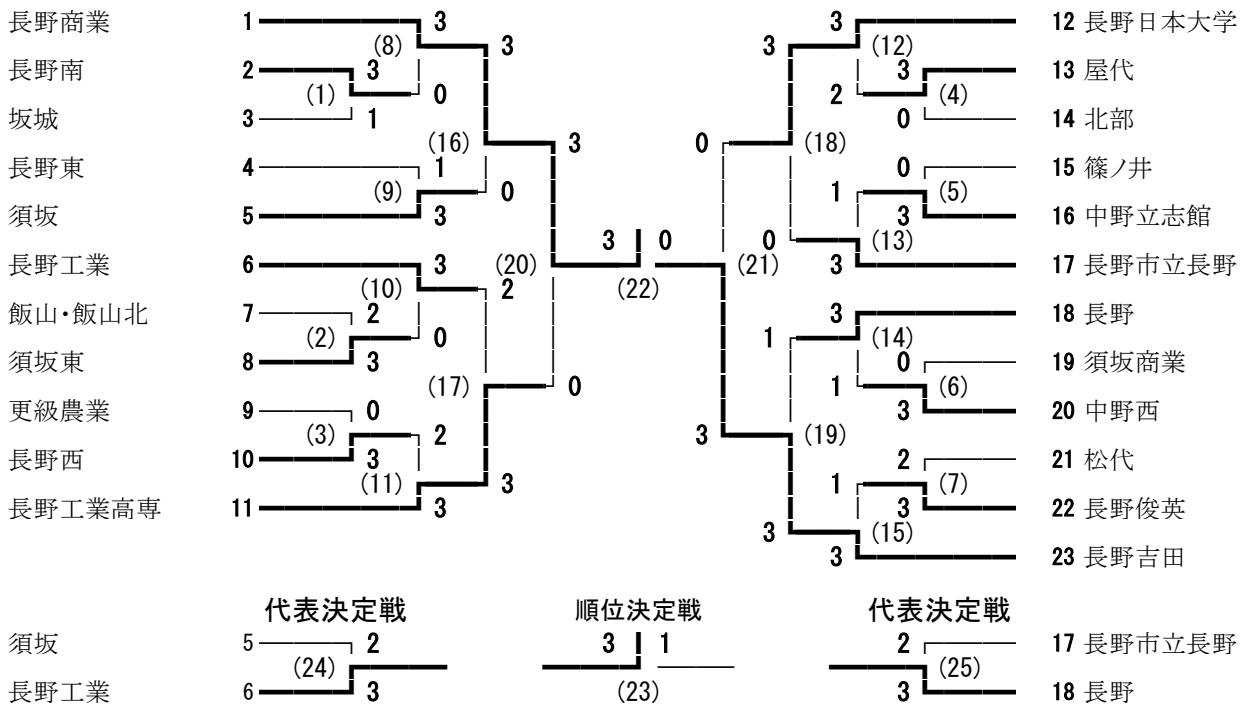 長野商業 1 3 3 12 長野日本大学
(8) 3 3 (12)
長野南 2 3 3 13 屋代
(1) 0 2 (4)
坂城 3 1 0 14 北部
(16) 3 0 (18)
長野東 4 1 0 15 篠ノ井
(9) 0 1 (5)
須坂 5 3 3 16 中野立志館
3 0 0 (13)
長野工業 6 3 (20) (22) (21) 3 17 長野市立長野
(10) 2
飯山・飯山北 7 2 3 18 長野
(2) 0 1 (14)
須坂東 8 3 0 19 須坂商業
(17) 0 1 (6)
更級農業 9 0 3 20 中野西
(3) 2 3 (19)
長野西 10 3 2 21 松代
(11) 3 1 (7)
長野工業高専 11 3 3 22 長野俊英
3 (15)
3 23 長野吉田
代表決定戦 順位決定戦 代表決定戦
須坂 5 2 3 1 2 17 長野市立長野
(24) (23) (25)
長野工業 6 3 3 18 長野